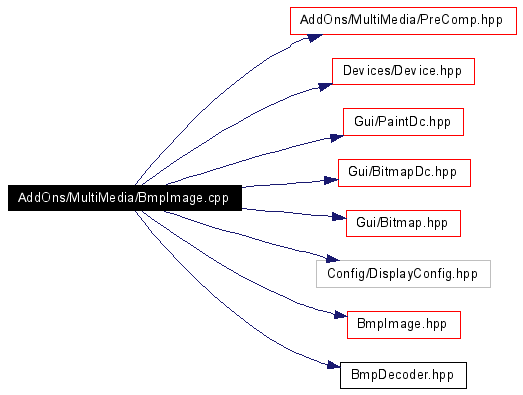 AddOns/MultiMedia/PreComp.hpp
Devices/Device.hpp
Gui/PaintDc.hpp
Gui/BitmapDc.hpp
AddOns/MultiMedia/BmpImage.cpp
Gui/Bitmap.hpp
Config/DisplayConfig.hpp
BmpImage.hpp
BmpDecoder.hpp